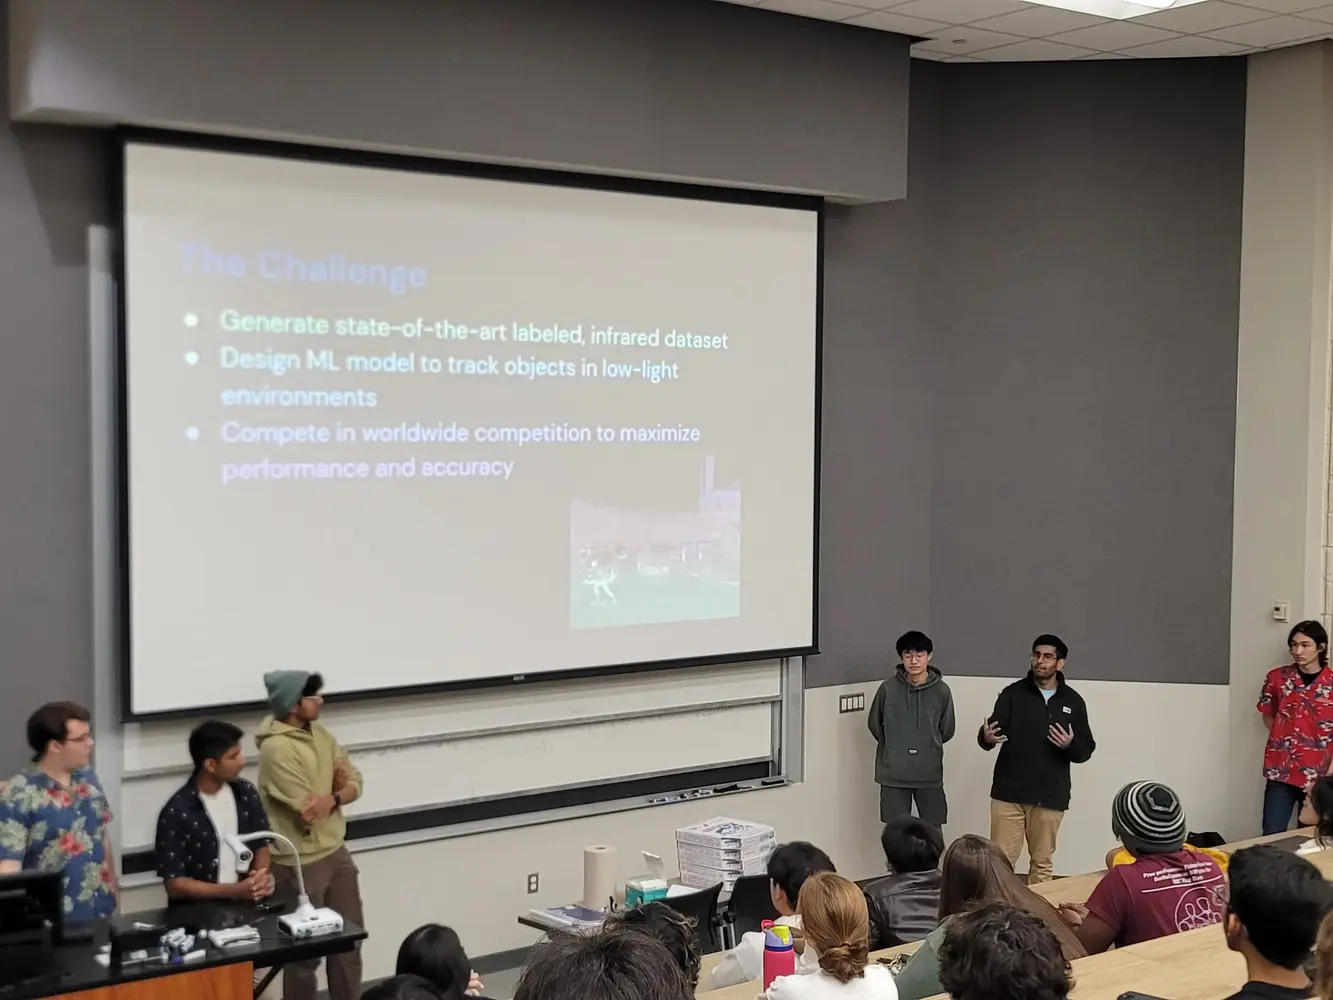 The Challenge
Generate state-of-the-art labeled, infrared dataset
Design ML model to track objects in low-light
environments
Compete in worldwide competition to maximize
performance and accuracy